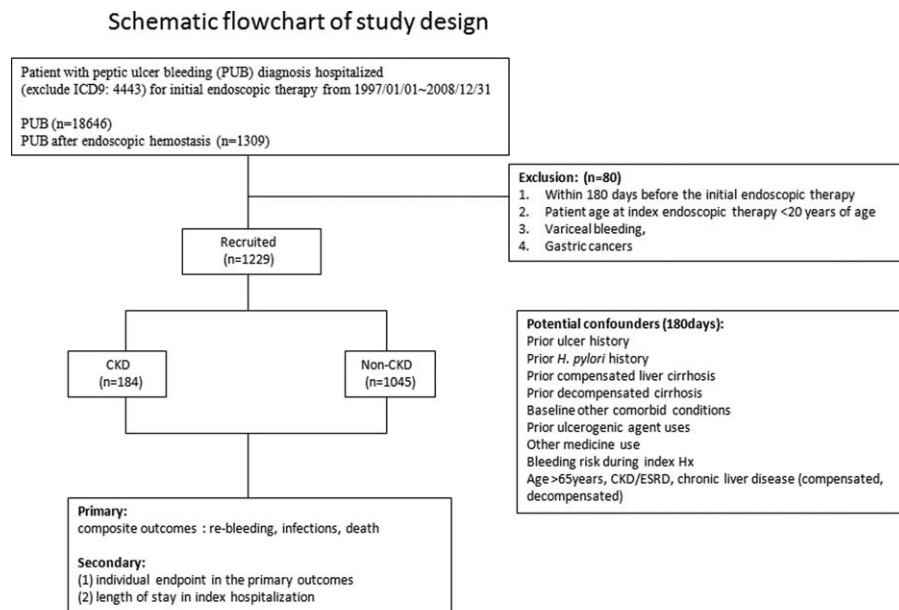 Schematic flowchart of study design
Patient with peptic ulcer bleeding (PUB) diagnosis hospitalized
(exclude ICD9: 4443) for initial endoscopic therapy from 1997/01/01~2008/12/31
PUB (n=18646)
PUB after endoscopic hemostasis (n=1309)
Exclusion: (n=80)
1. Within 180 days before the initial endoscopic therapy
2. Patient age at index endoscopic therapy <20 years of age
3. Variceal bleeding,
4. Gastric cancers
Recruited
(n=1229)
CKD
(n=184)
Non-CKD
(n=1045)
Potential confounders (180days):
Prior ulcer history
Prior H. pylori history
Prior compensated liver cirrhosis
Prior decompensated cirrhosis
Baseline other comorbid conditions
Prior ulcerogenic agent uses
Other medicine use
Bleeding risk during index Hx
Age >65years, CKD/ESRD, chronic liver disease (compensated,
decompensated)
Primary:
composite outcomes : re-bleeding, infections, death
Secondary:
(1) individual endpoint in the primary outcomes
(2) length of stay in index hospitalization